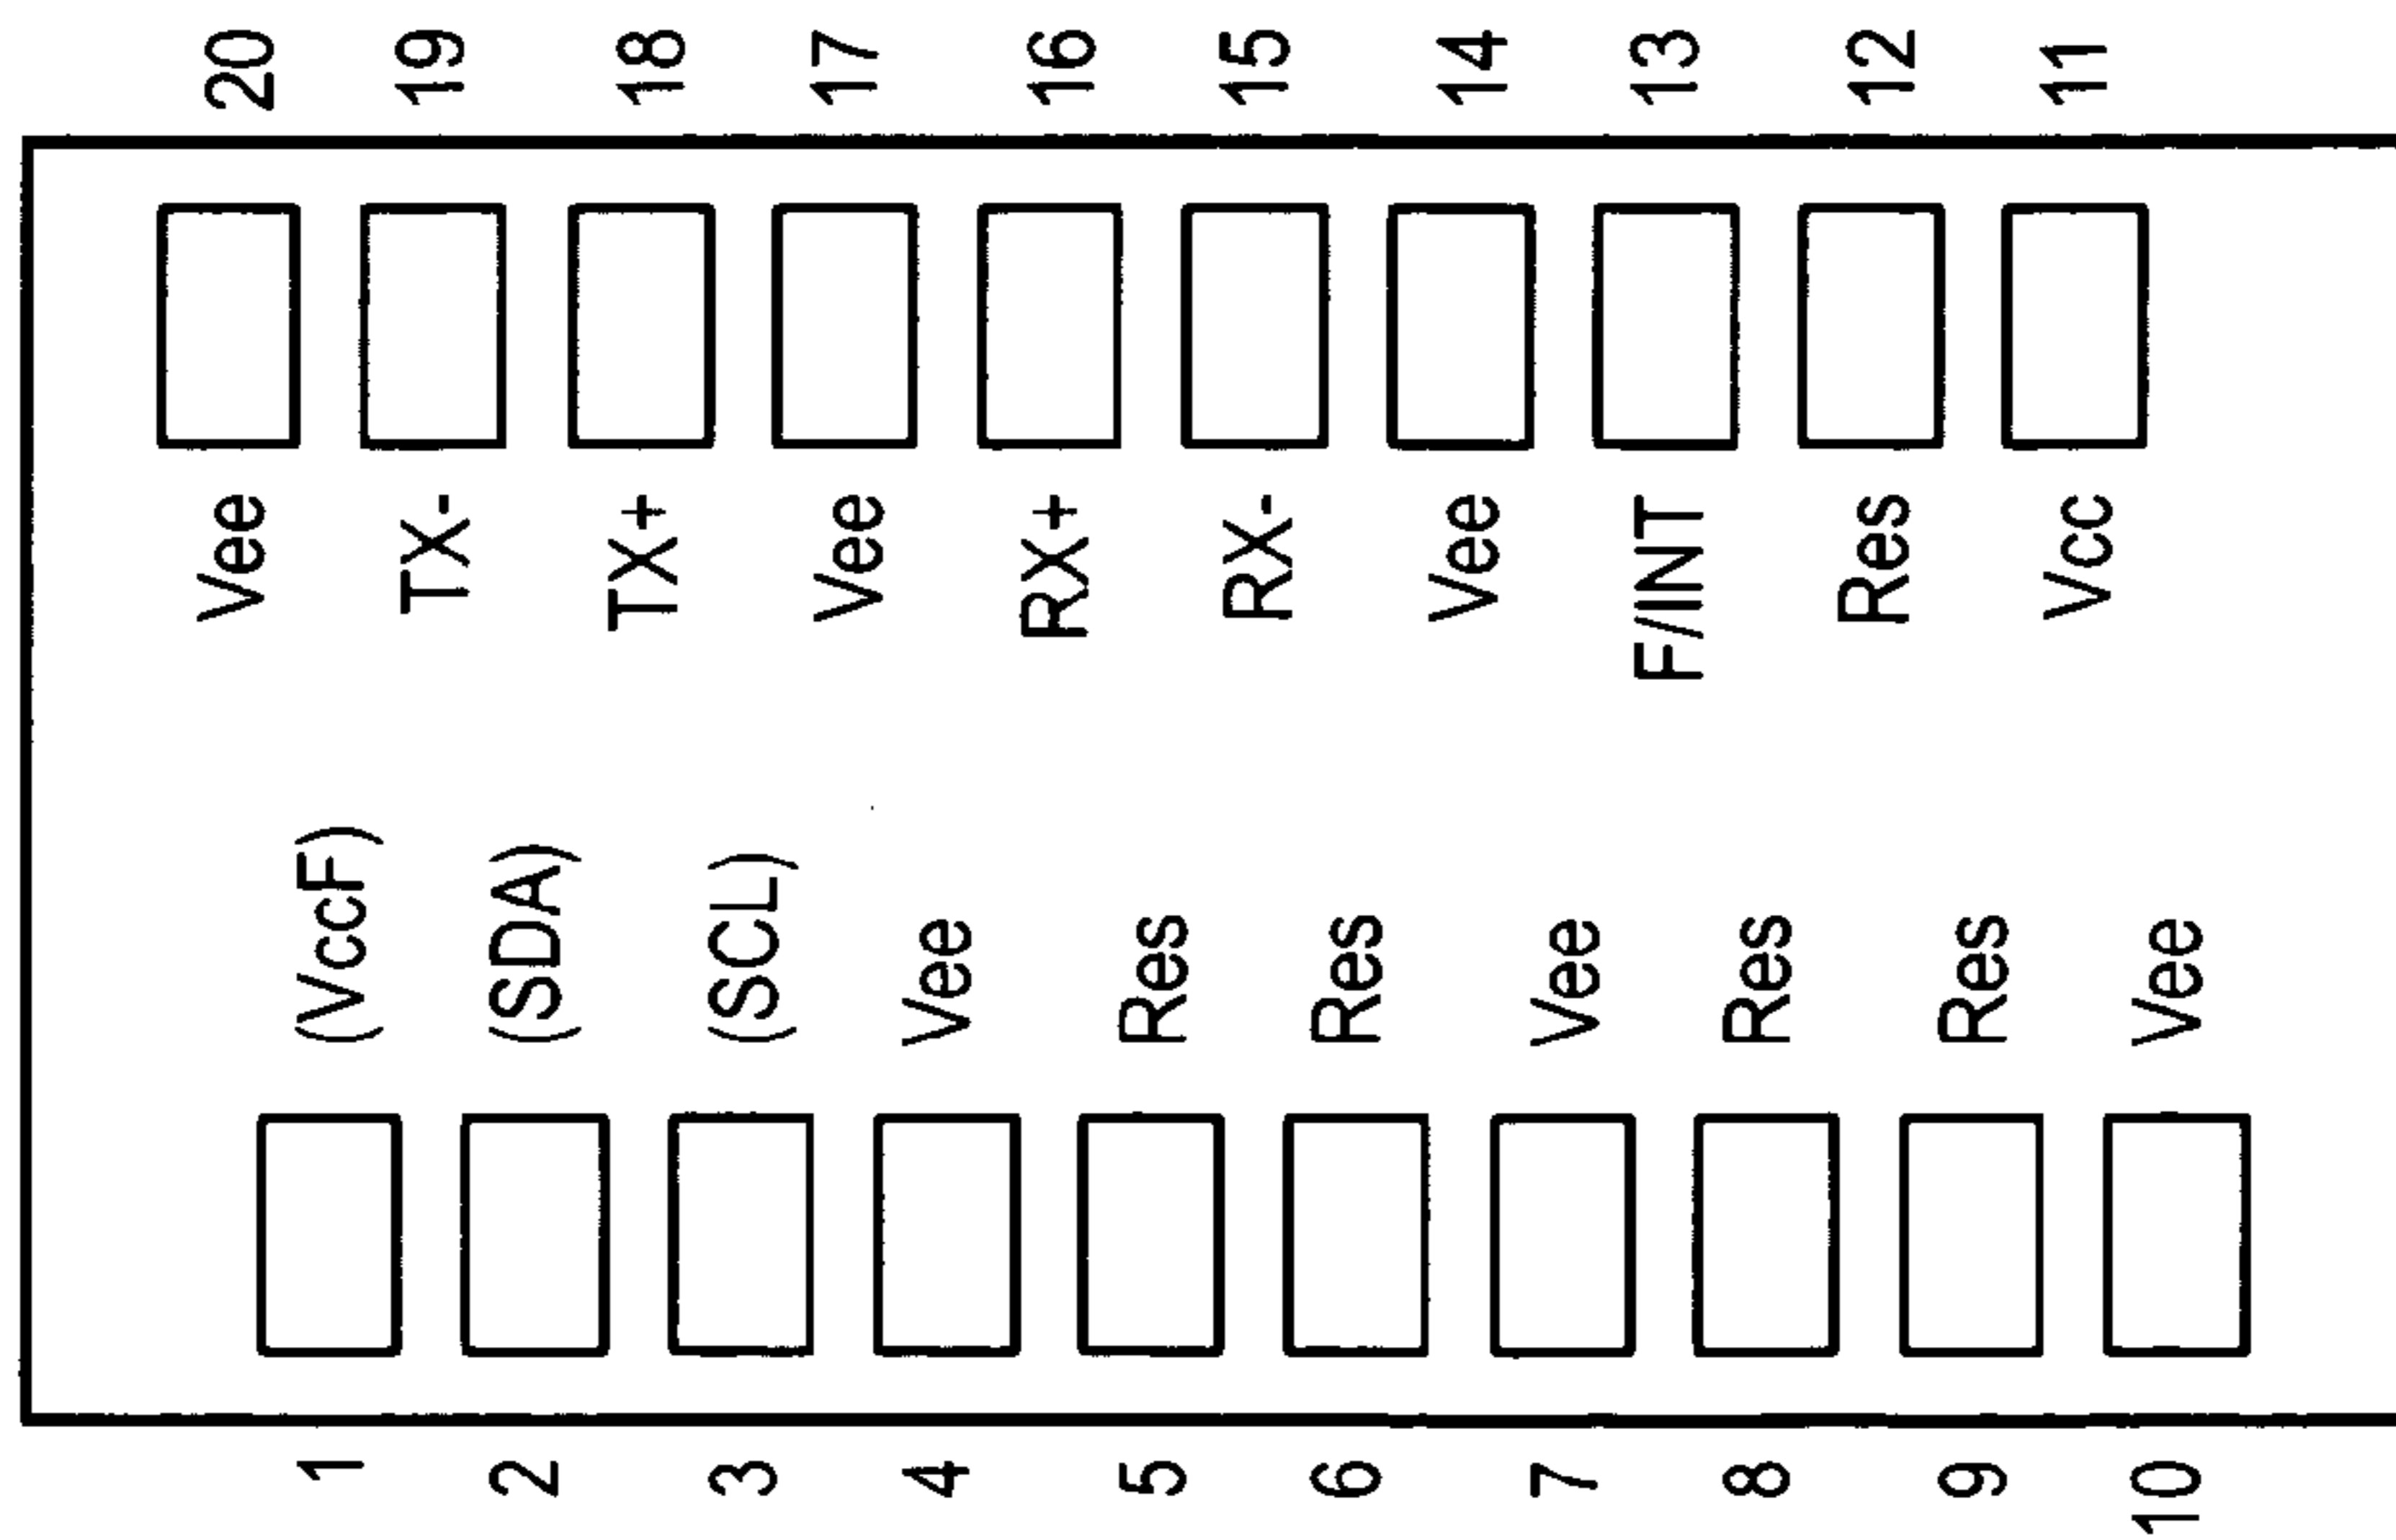 1 (VccF) Vee 20
2 (SDA) TX- 19
3 (SCL) TX+ 18
4 Vee Vee 17
5 Res RX+ 16
6 Res RX- 15
7 Vee Vee 14
8 Res F/INT 13
9 Res Res 12
10 Vee Vcc 11